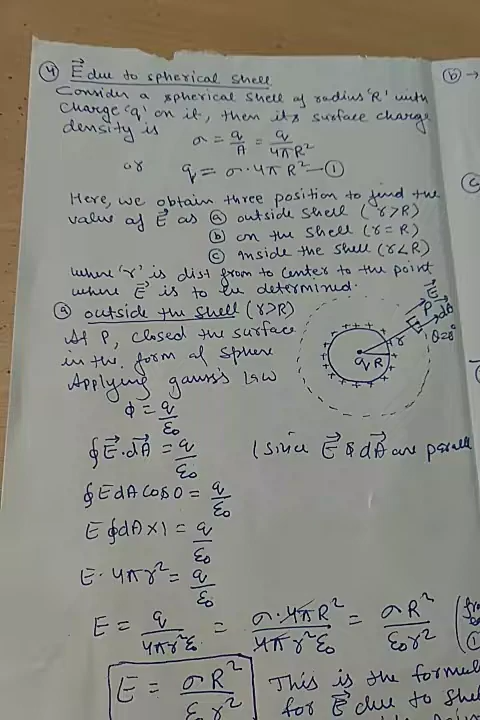 ④ E⃗ due to spherical shell
Consider a spherical shell of radius 'R' with
charge 'q' on it, then its surface charge
density is
σ = q/A = q/4πR²
or q = σ·4πR² —①
Here, we obtain three position to find the
value of E⃗ as ⓐ outside shell (r>R)
ⓑ on the shell (r=R)
ⓒ inside the shell (r<R)
where 'r' is dist from to center to the point
where E⃗ is to be determined.
ⓐ outside the shell (r>R)
At P, closed the surface
in the form of sphere
Applying gauss's law
ϕ = q/ε₀
∮E⃗·dA⃗ = q/ε₀ (since E⃗ & dA⃗ are parall
∮EdA cos0 = q/ε₀
E∮dA×1 = q/ε₀
E·4πr² = q/ε₀
E = q/4πr²ε₀ = σ·4πR²/4πr²ε₀ = σR²/ε₀r² (fro
①
E = σR²/ε₀r² This is the formul
for E⃗ due to shel
E⃗
P dA⃗
θ=0°
r
q R
ⓑ →
ⓒ